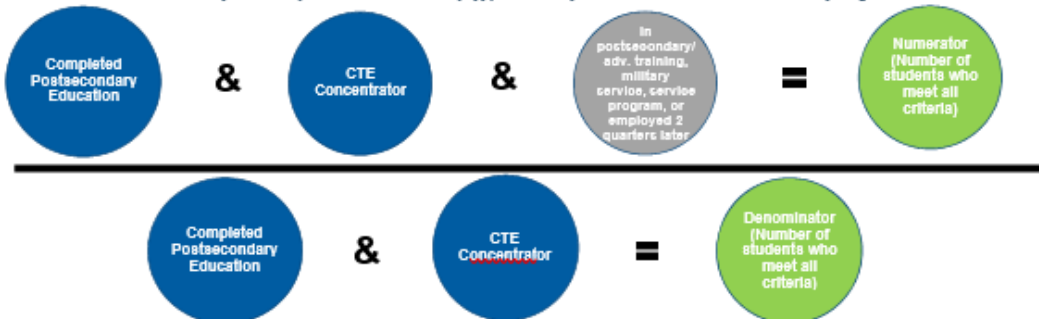 Completed
Postsecondary
Education
&
CTE
Concentrator
&
In
postsecondary/
adv. training,
military
service, service
program, or
employed 2
quarters later
=
Numerator
(Number of
students who
meet all
criteria)
Completed
Postsecondary
Education
&
CTE
Concentrator
=
Denominator
(Number of
students who
meet all
criteria)